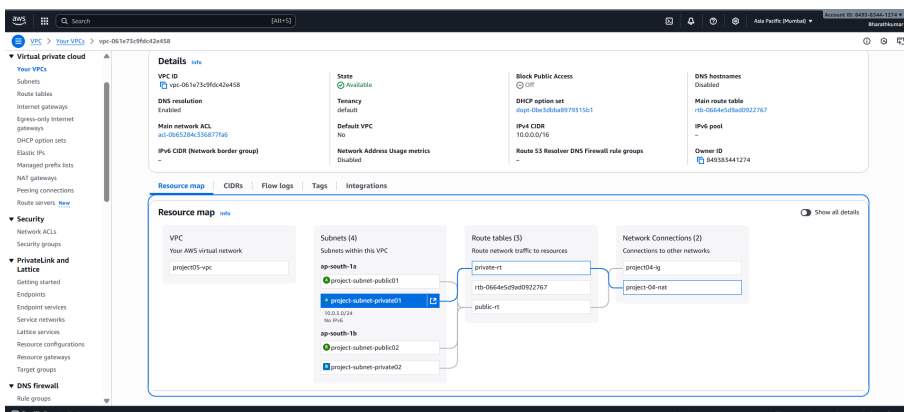 aws
Search
[Alt+S]
Asia Pacific (Mumbai)
Account ID: 8493-8344-1274
Bharathkumar
VPC > Your VPCs > vpc-061e73c9fdc42e458
Virtual private cloud
Your VPCs
Subnets
Route tables
Internet gateways
Egress-only Internet
gateways
DHCP option sets
Elastic IPs
Managed prefix lists
NAT gateways
Peering connections
Route servers New
Security
Network ACLs
Security groups
PrivateLink and
Lattice
Getting started
Endpoints
Endpoint services
Service networks
Lattice services
Resource configurations
Resource gateways
Target groups
DNS firewall
Rule groups
Details Info
VPC ID
vpc-061e73c9fdc42e458
State
Available
Block Public Access
Off
DNS hostnames
Disabled
DNS resolution
Enabled
Tenancy
default
DHCP option set
dopt-0be3dbba8979315b1
Main route table
rtb-0664e5d9ad0922767
Main network ACL
acl-0b65284c336877fa6
Default VPC
No
IPv4 CIDR
10.0.0.0/16
IPv6 pool
–
IPv6 CIDR (Network border group)
–
Network Address Usage metrics
Disabled
Route 53 Resolver DNS Firewall rule groups
–
Owner ID
849383441274
Resource map
CIDRs
Flow logs
Tags
Integrations
Resource map Info
Show all details
VPC
Your AWS virtual network
project05-vpc
Subnets (4)
Subnets within this VPC
ap-south-1a
project-subnet-public01
project-subnet-private01
10.0.3.0/24
No IPv6
ap-south-1b
project-subnet-public02
project-subnet-private02
Route tables (3)
Route network traffic to resources
private-rt
rtb-0664e5d9ad0922767
public-rt
Network Connections (2)
Connections to other networks
project04-ig
project-04-nat